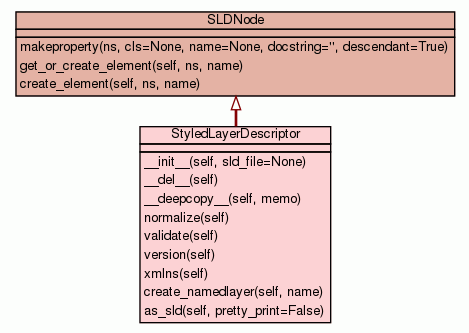 SLDNode
makeproperty(ns, cls=None, name=None, docstring='', descendant=True)
get_or_create_element(self, ns, name)
create_element(self, ns, name)
StyledLayerDescriptor
__init__(self, sld_file=None)
__del__(self)
__deepcopy__(self, memo)
normalize(self)
validate(self)
version(self)
xmlns(self)
create_namedlayer(self, name)
as_sld(self, pretty_print=False)